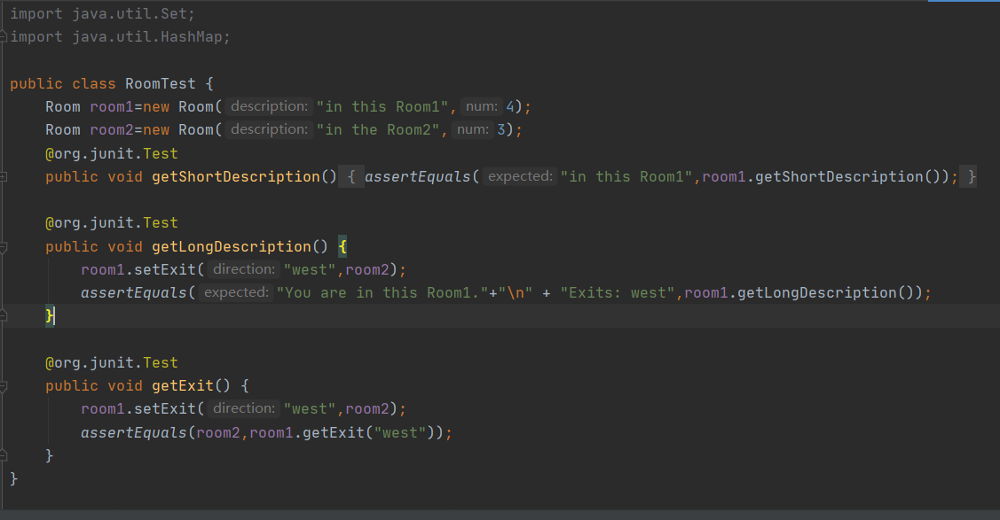 import java.util.Set;
import java.util.HashMap;
public class RoomTest {
Room room1=new Room( description: "in this Room1", num: 4);
Room room2=new Room( description: "in the Room2", num: 3);
@org.junit.Test
public void getShortDescription() { assertEquals( expected: "in this Room1",room1.getShortDescription()); }
@org.junit.Test
public void getLongDescription() {
room1.setExit( direction: "west",room2);
assertEquals( expected: "You are in this Room1."+"\n" + "Exits: west",room1.getLongDescription());
}
@org.junit.Test
public void getExit() {
room1.setExit( direction: "west",room2);
assertEquals(room2,room1.getExit("west"));
}
}